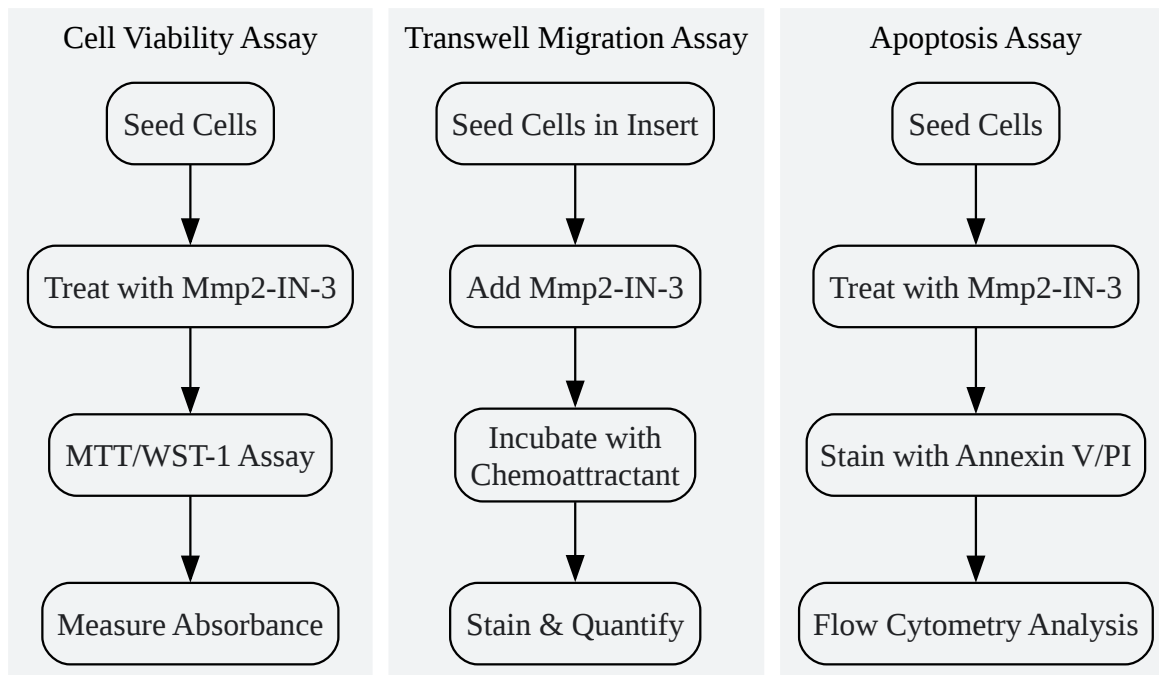 Cell Viability Assay
Seed Cells
Treat with Mmp2-IN-3
MTT/WST-1 Assay
Measure Absorbance
Transwell Migration Assay
Seed Cells in Insert
Add Mmp2-IN-3
Incubate with
Chemoattractant
Stain & Quantify
Apoptosis Assay
Seed Cells
Treat with Mmp2-IN-3
Stain with Annexin V/PI
Flow Cytometry Analysis